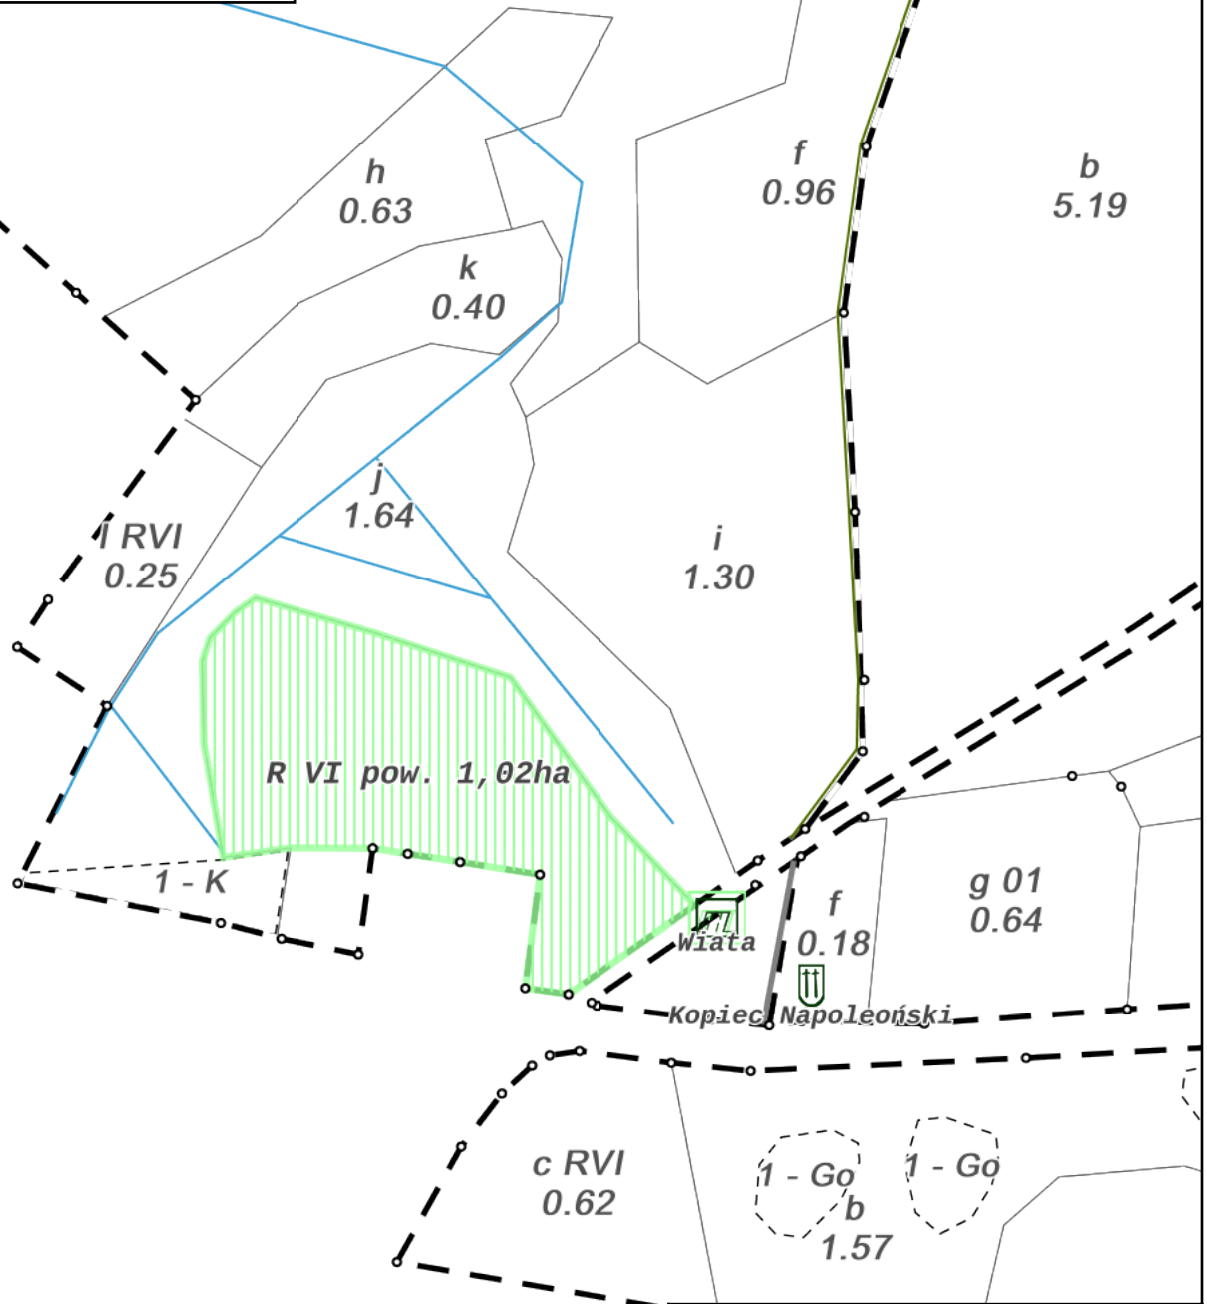 h
0.63
f
0.96
b
5.19
k
0.40
j
1.64
l RVI
0.25
i
1.30
R VI pow. 1,02ha
1 - K
f
0.18
g 01
0.64
Wiata
Kopiec Napoleoński
c RVI
0.62
1 - Go
1 - Go
b
1.57